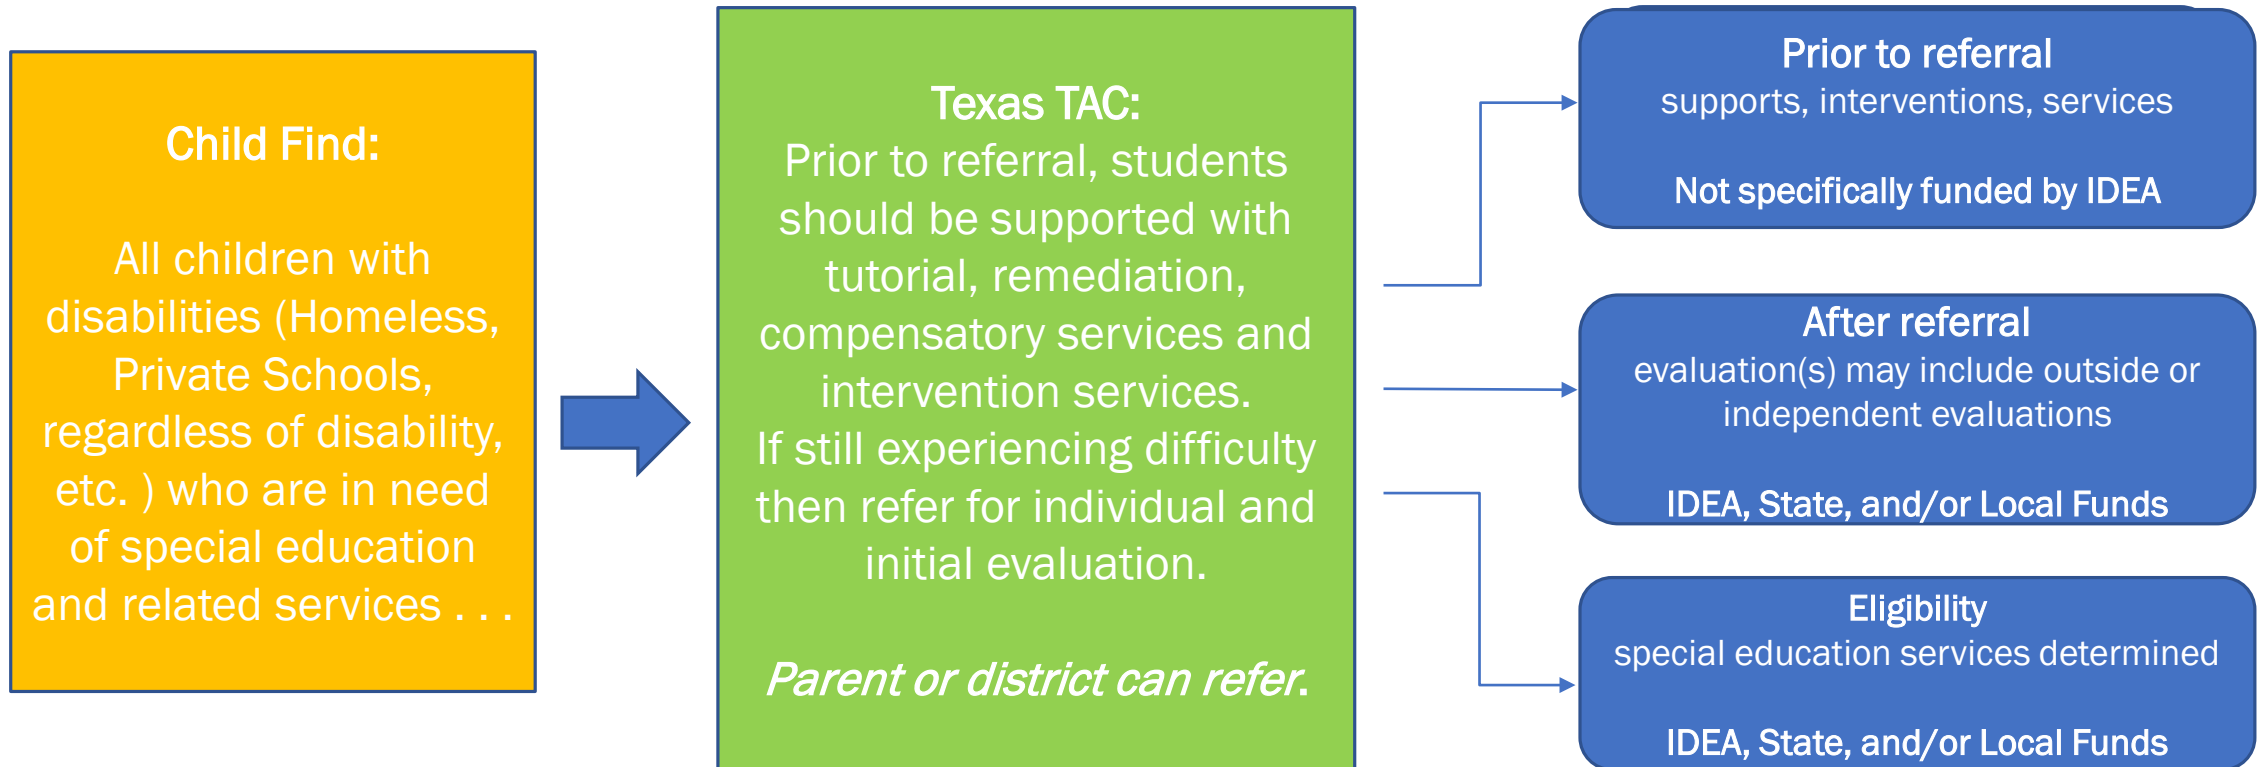 Child Find:
All children with
disabilities (Homeless,
Private Schools,
regardless of disability,
etc. ) who are in need
of special education
and related services . . .
Texas TAC:
Prior to referral, students
should be supported with
tutorial, remediation,
compensatory services and
intervention services.
If still experiencing difficulty
then refer for individual and
initial evaluation.
Parent or district can refer.
Prior to referral
supports, interventions, services
Not specifically funded by IDEA
After referral
evaluation(s) may include outside or
independent evaluations
IDEA, State, and/or Local Funds
Eligibility
special education services determined
IDEA, State, and/or Local Funds